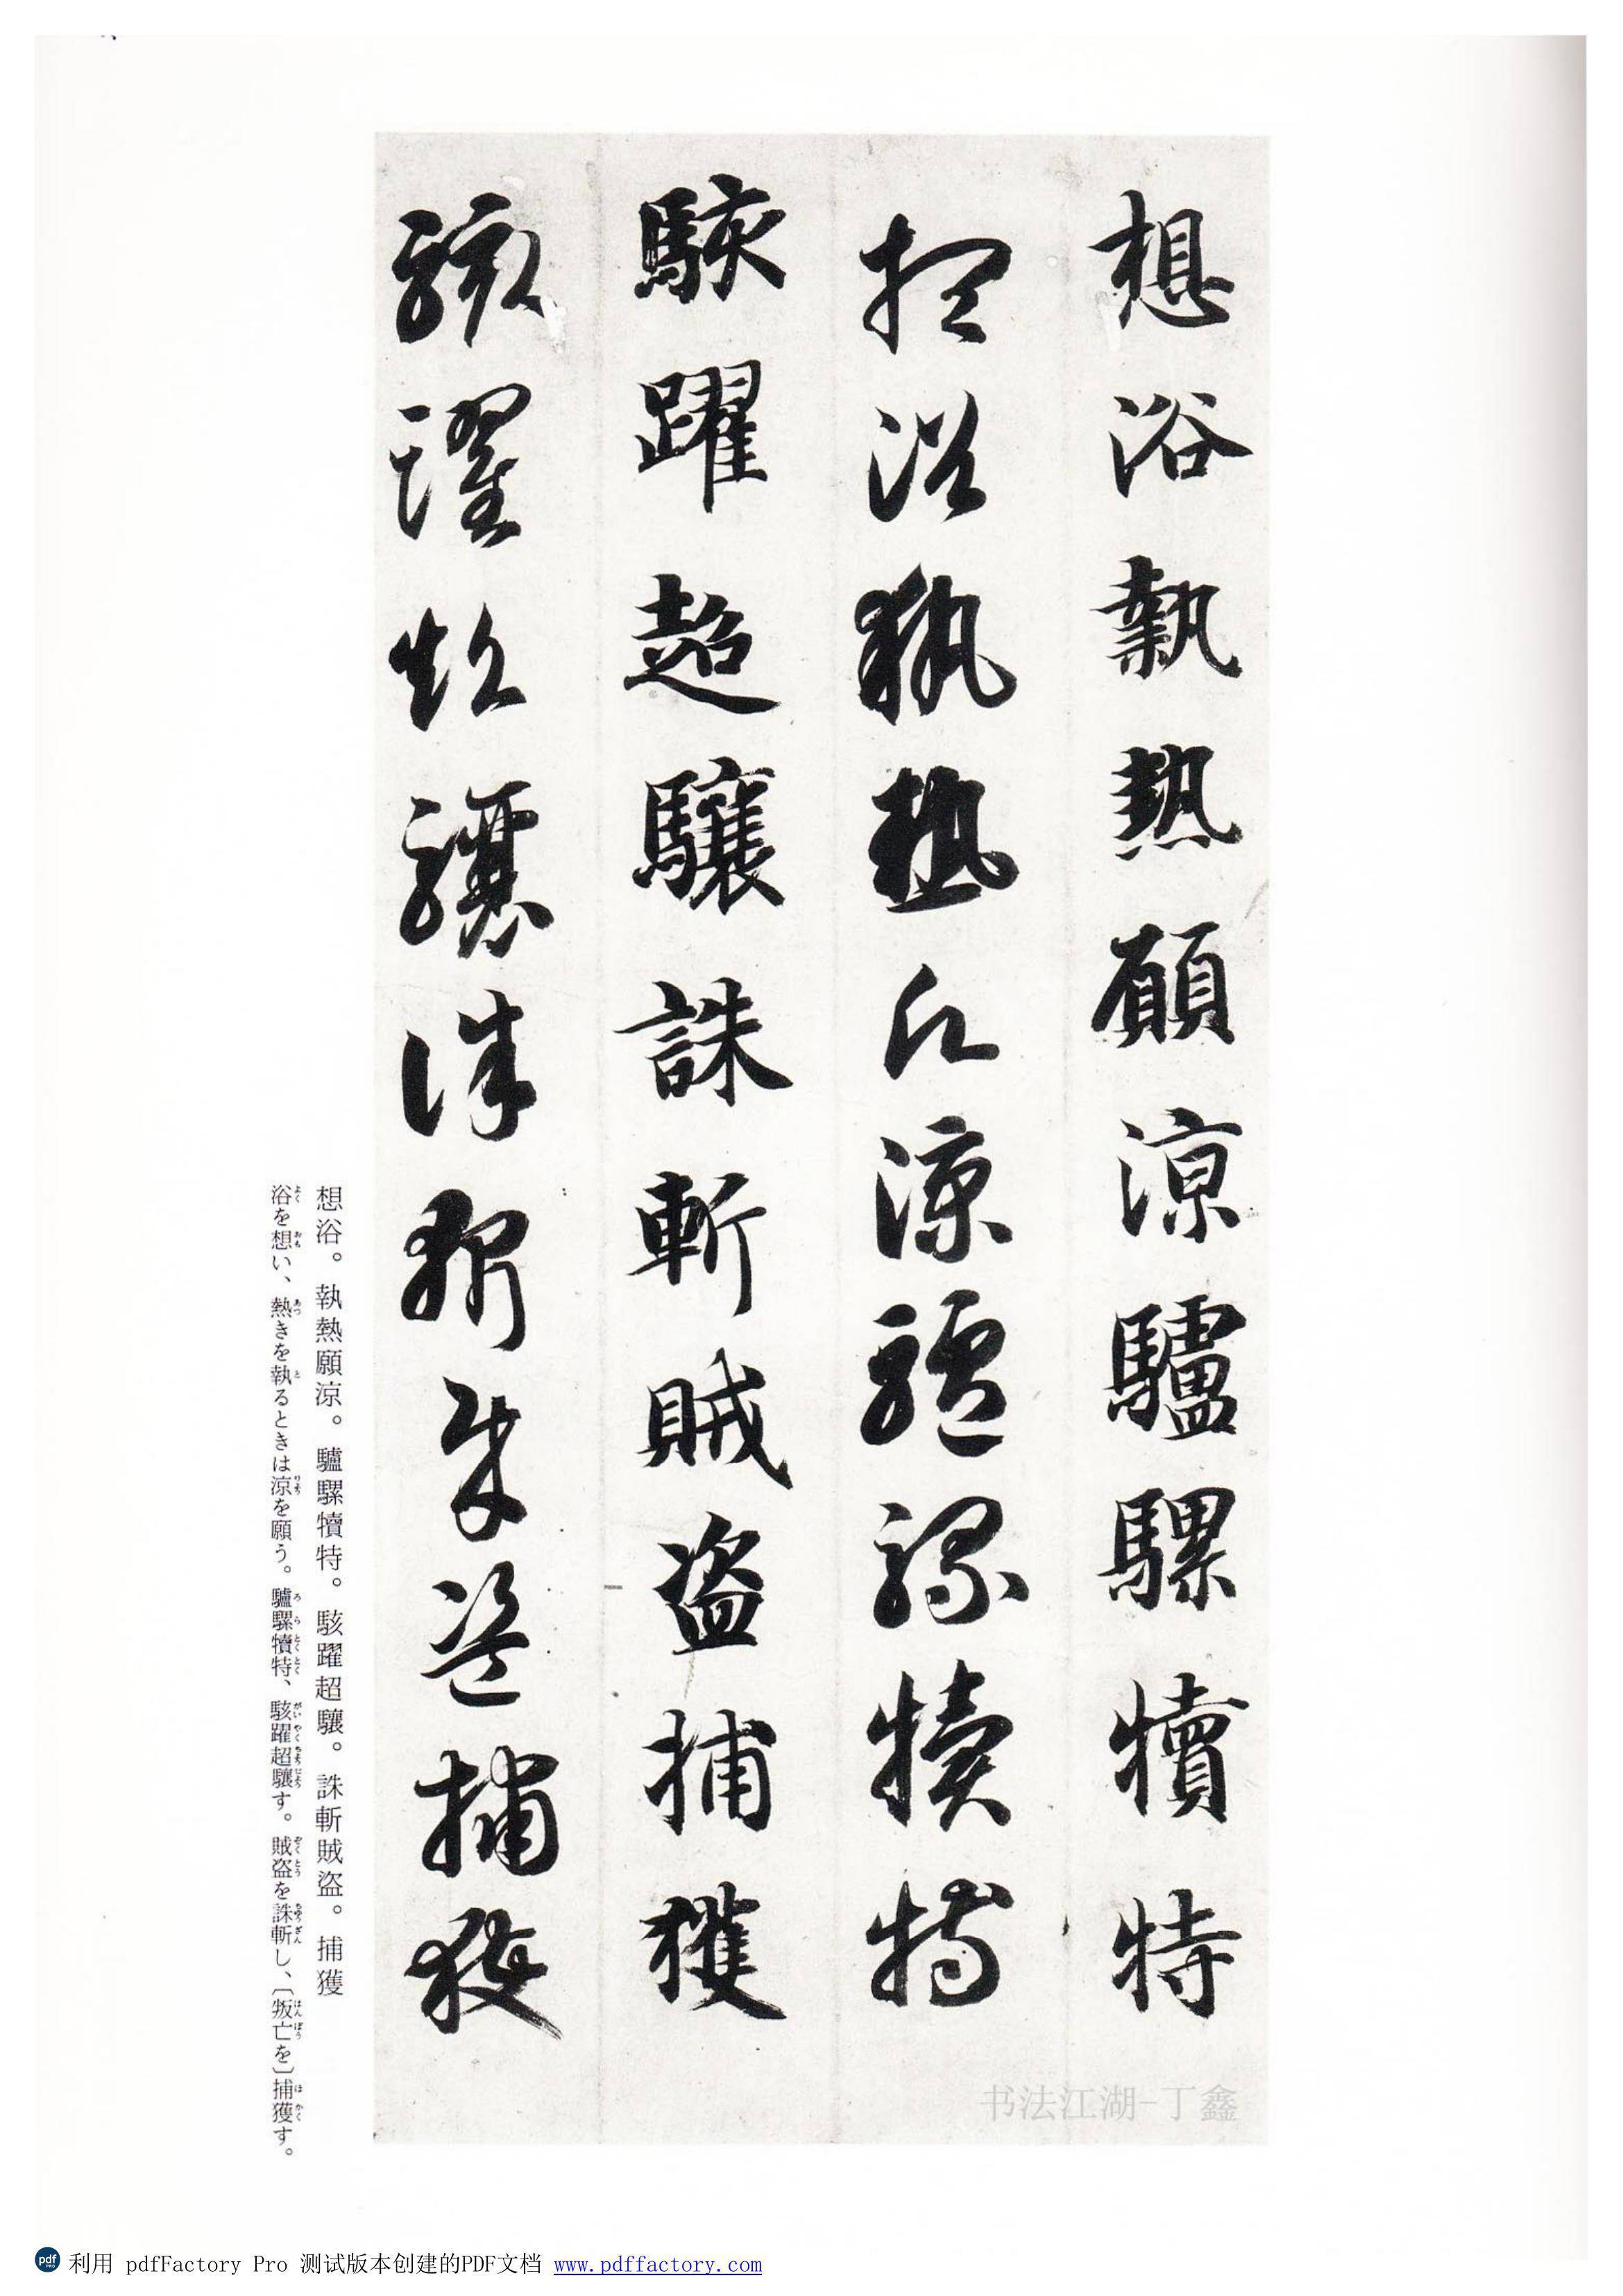 想浴執熱願涼驢騾犢特
想浴執熱願涼驢騾犢特
駭躍超驤誅斬賊盜捕獲
駭躍超驤誅斬賊盜捕獲
想浴。執熱願涼。驢騾犢特。駭躍超驤。誅斬賊盜。捕獲
浴を想い、熱きを執るときは涼を願う。驢騾犢特、駭躍超驤す。賊盗を誅斬し、〔叛亡を〕捕獲す。
书法江湖-丁鑫
利用 pdfFactory Pro 测试版本创建的PDF文档 www.pdffactory.com